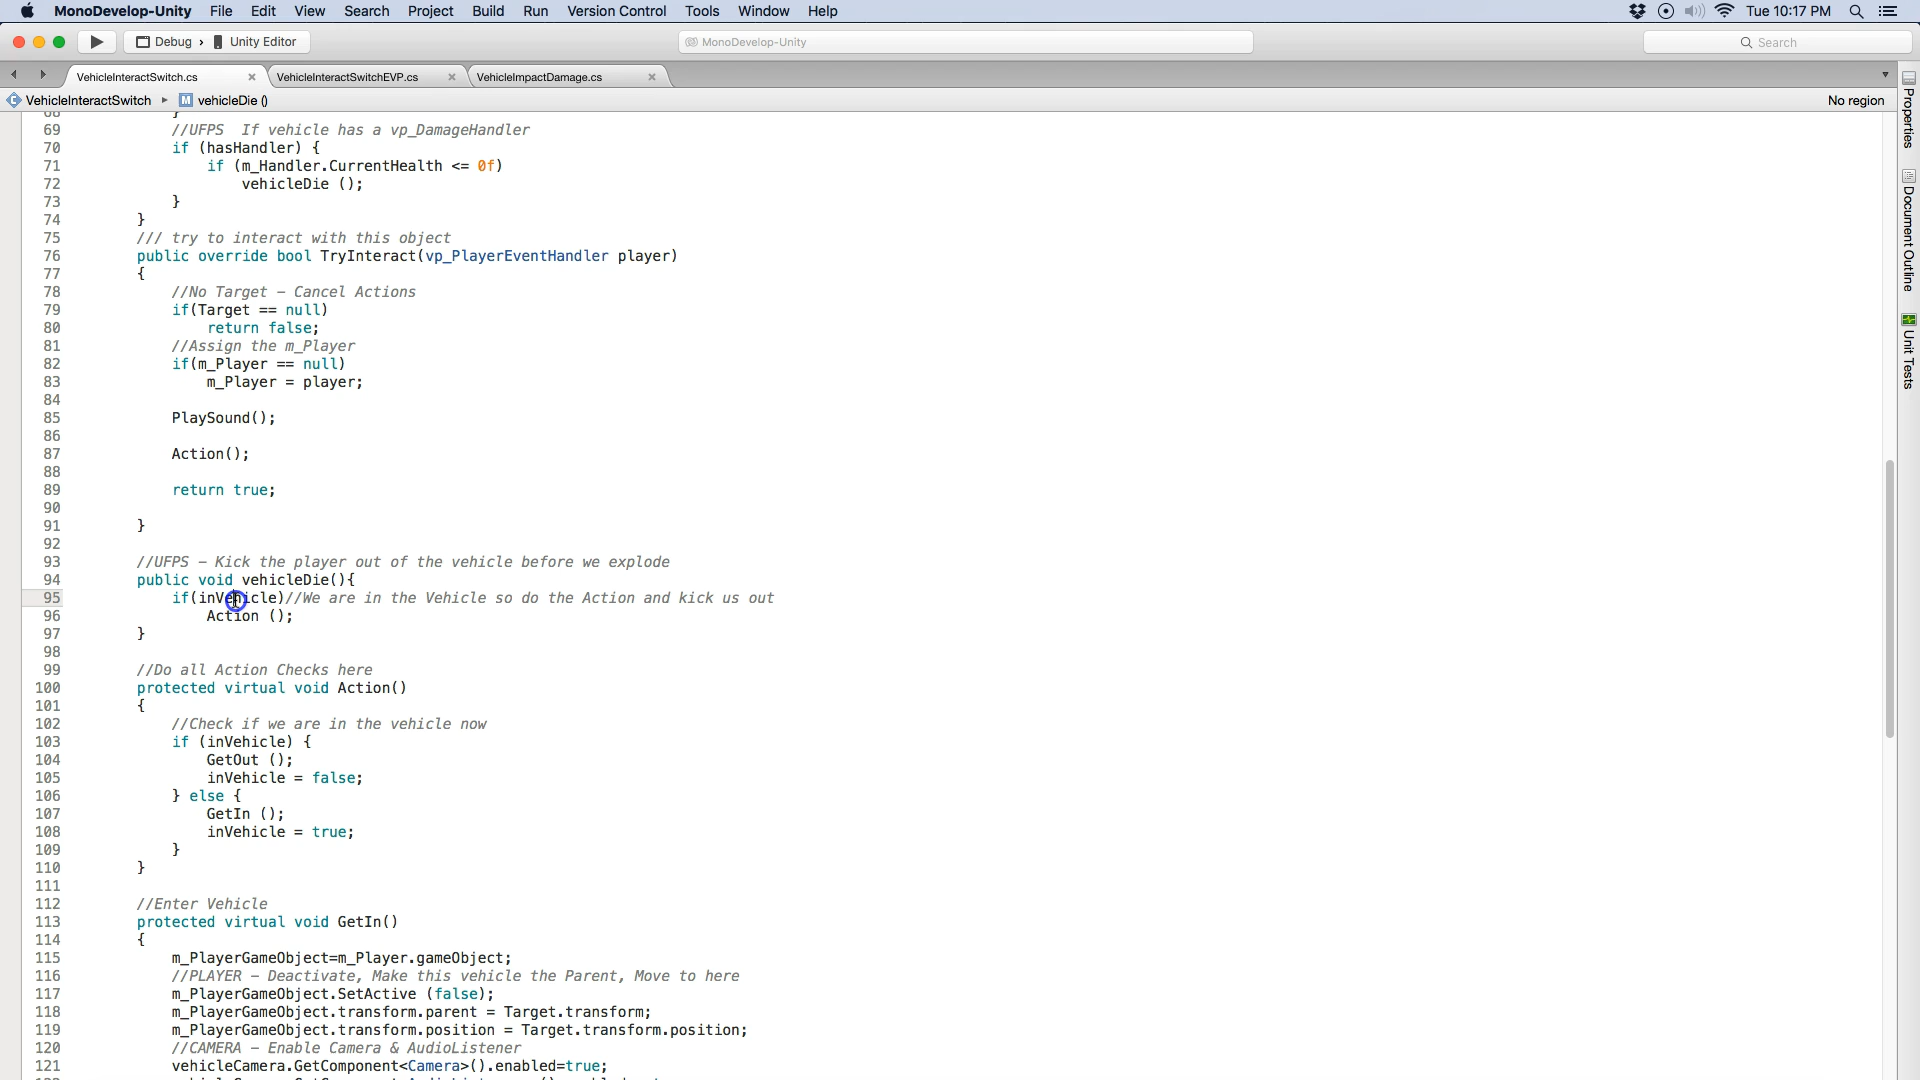 MonoDevelop-Unity File Edit View Search Project Build Run Version Control Tools Window Help Tue 10:17 PM
Debug › Unity Editor MonoDevelop-Unity Search
VehicleInteractSwitch.cs VehicleInteractSwitchEVP.cs VehicleImpactDamage.cs
VehicleInteractSwitch vehicleDie () No region
68 }
69 //UFPS  If vehicle has a vp_DamageHandler
70 if (hasHandler) {
71 if (m_Handler.CurrentHealth <= 0f)
72 vehicleDie ();
73 }
74 }
75 /// try to interact with this object
76 public override bool TryInteract(vp_PlayerEventHandler player)
77 {
78 //No Target – Cancel Actions
79 if(Target == null)
80 return false;
81 //Assign the m_Player
82 if(m_Player == null)
83 m_Player = player;
84
85 PlaySound();
86
87 Action();
88
89 return true;
90
91 }
92
93 //UFPS – Kick the player out of the vehicle before we explode
94 public void vehicleDie(){
95 if(inVehicle)//We are in the Vehicle so do the Action and kick us out
96 Action ();
97 }
98
99 //Do all Action Checks here
100 protected virtual void Action()
101 {
102 //Check if we are in the vehicle now
103 if (inVehicle) {
104 GetOut ();
105 inVehicle = false;
106 } else {
107 GetIn ();
108 inVehicle = true;
109 }
110 }
111
112 //Enter Vehicle
113 protected virtual void GetIn()
114 {
115 m_PlayerGameObject=m_Player.gameObject;
116 //PLAYER – Deactivate, Make this vehicle the Parent, Move to here
117 m_PlayerGameObject.SetActive (false);
118 m_PlayerGameObject.transform.parent = Target.transform;
119 m_PlayerGameObject.transform.position = Target.transform.position;
120 //CAMERA – Enable Camera & AudioListener
121 vehicleCamera.GetComponent<Camera>().enabled=true;
Properties
Document Outline
Unit Tests